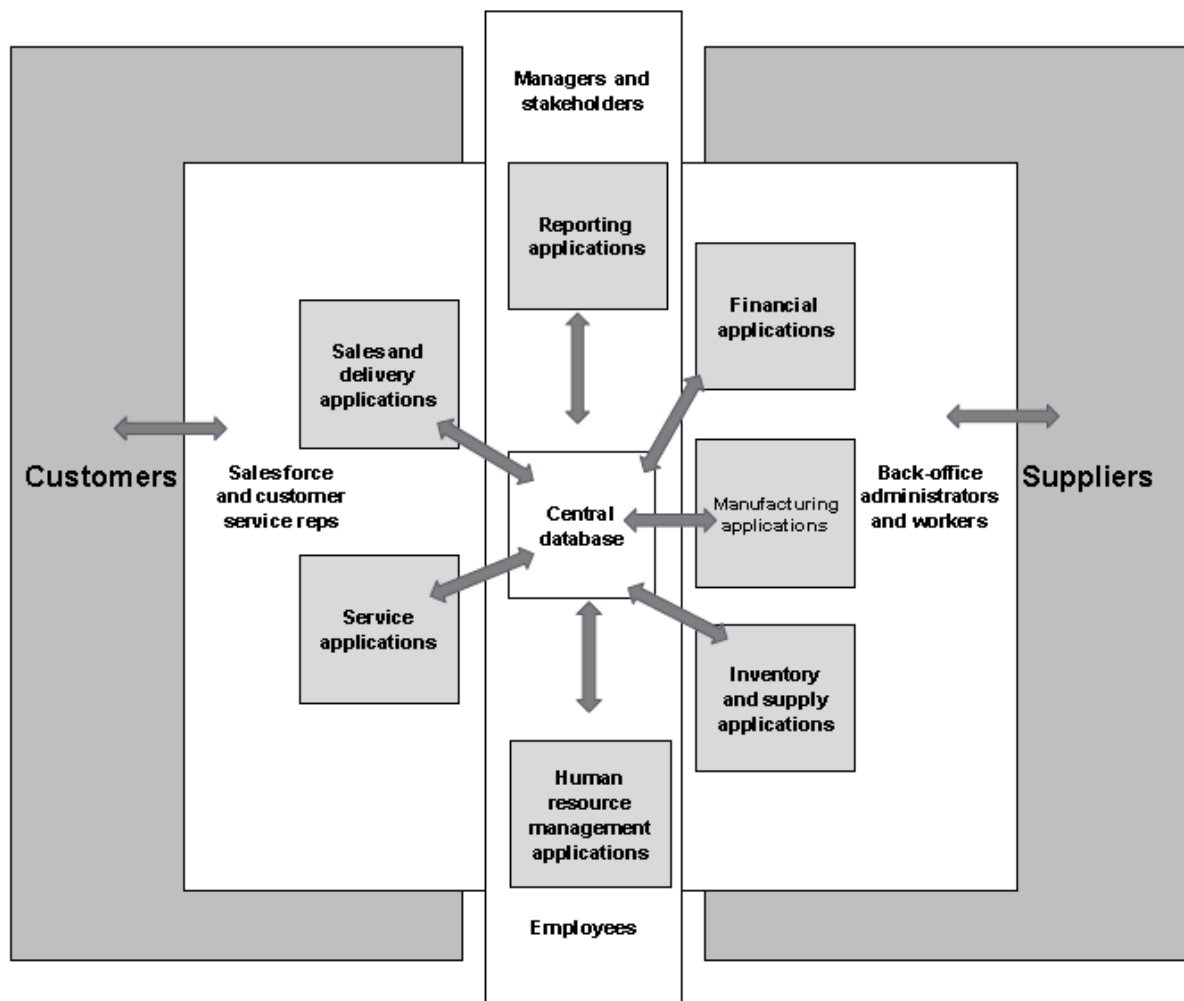 Managers and
stakeholders
Reporting
applications
Financial
applications
Sales and
delivery
applications
Customers
Salesforce
and customer
service reps
Central
database
Manufacturing
applications
Back-office
administrators
and workers
Suppliers
Service
applications
Inventory
and supply
applications
Human
resource
management
applications
Employees